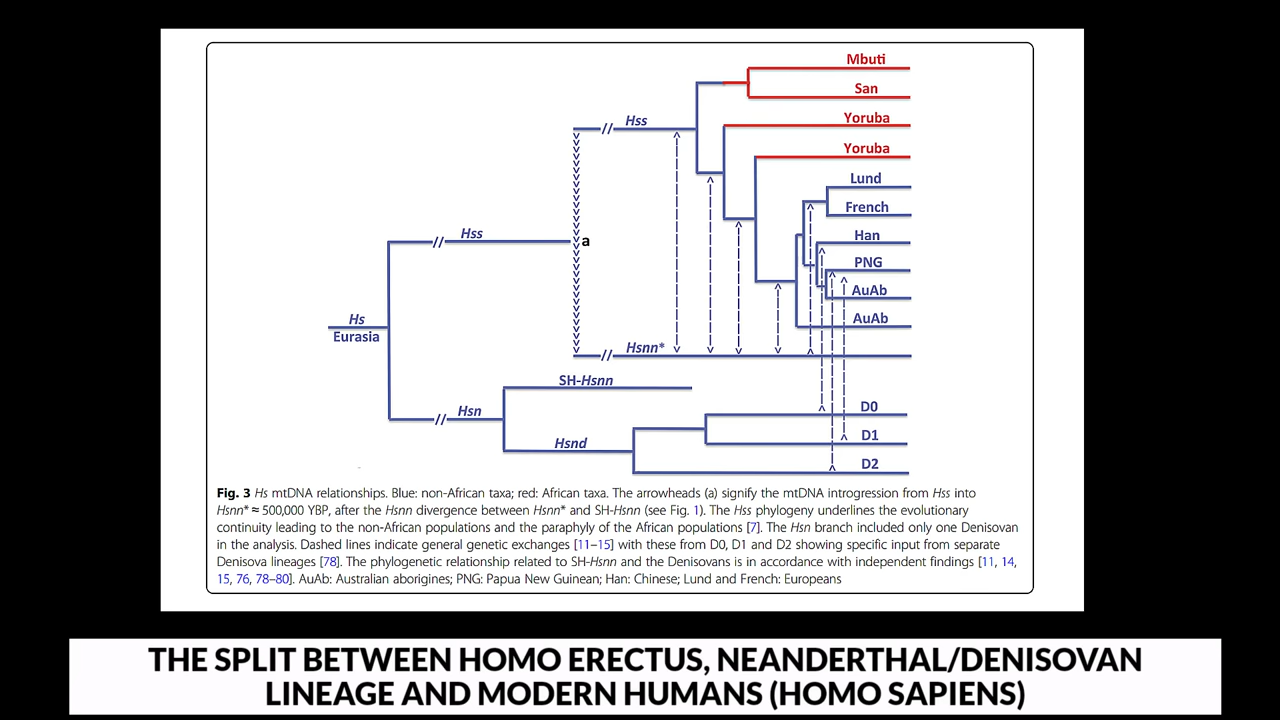 Mbuti
San
Yoruba
Yoruba
Lund
French
Han
PNG
AuAb
AuAb
// Hss
Hss
//
a
Hs
Eurasia
// Hsnn*
SH-Hsnn
// Hsn
Hsnd
D0
D1
D2
Fig. 3 Hs mtDNA relationships. Blue: non-African taxa; red: African taxa. The arrowheads (a) signify the mtDNA introgression from Hss into
Hsnn* ≈ 500,000 YBP, after the Hsnn divergence between Hsnn* and SH-Hsnn (see Fig. 1). The Hss phylogeny underlines the evolutionary
continuity leading to the non-African populations and the paraphyly of the African populations [7]. The Hsn branch included only one Denisovan
in the analysis. Dashed lines indicate general genetic exchanges [11–15] with these from D0, D1 and D2 showing specific input from separate
Denisova lineages [78]. The phylogenetic relationship related to SH-Hsnn and the Denisovans is in accordance with independent findings [11, 14,
15, 76, 78–80]. AuAb: Australian aborigines; PNG: Papua New Guinean; Han: Chinese; Lund and French: Europeans
THE SPLIT BETWEEN HOMO ERECTUS, NEANDERTHAL/DENISOVAN
LINEAGE AND MODERN HUMANS (HOMO SAPIENS)